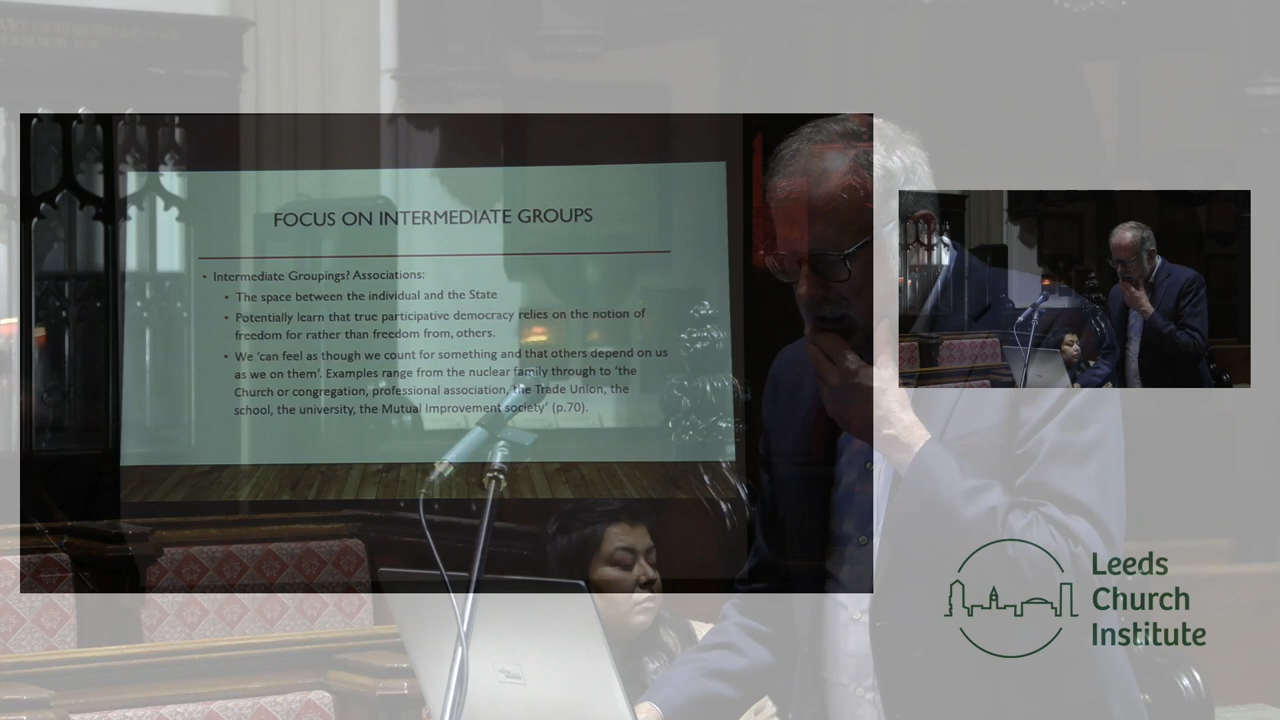 FOCUS ON INTERMEDIATE GROUPS
• Intermediate Groupings? Associations:
• The space between the individual and the State
• Potentially learn that true participative democracy relies on the notion of
freedom for rather than freedom from, others.
• We 'can feel as though we count for something and that others depend on us
as we on them'. Examples range from the nuclear family through to 'the
Church or congregation, professional association, the Trade Union, the
school, the university, the Mutual Improvement society' (p.70).
Leeds
Church
Institute